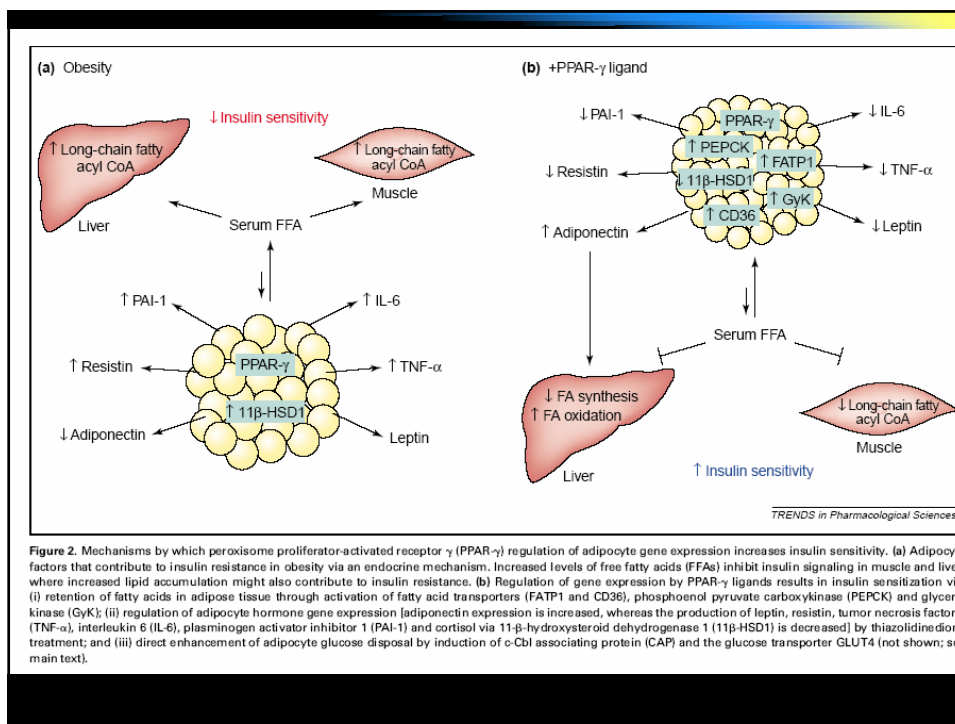 (a) Obesity
↓ Insulin sensitivity
↑ Long-chain fatty
acyl CoA
Liver
↑ Long-chain fatty
acyl CoA
Muscle
Serum FFA
↑ PAI-1
↑ IL-6
↑ Resistin
PPAR-γ
↑ TNF-α
↑ 11β-HSD1
↓ Adiponectin
Leptin
(b) +PPAR-γ ligand
↓ PAI-1
PPAR-γ
↓ IL-6
↑ PEPCK
↑ FATP1
↓ Resistin
↓ 11β-HSD1
↓ TNF-α
↑ GyK
↑ CD36
↑ Adiponectin
↓ Leptin
Serum FFA
↓ FA synthesis
↑ FA oxidation
Liver
↓ Long-chain fatty
acyl CoA
Muscle
↑ Insulin sensitivity
TRENDS in Pharmacological Sciences
Figure 2. Mechanisms by which peroxisome proliferator-activated receptor γ (PPAR-γ) regulation of adipocyte gene expression increases insulin sensitivity. (a) Adipocy
factors that contribute to insulin resistance in obesity via an endocrine mechanism. Increased levels of free fatty acids (FFAs) inhibit insulin signaling in muscle and live
where increased lipid accumulation might also contribute to insulin resistance. (b) Regulation of gene expression by PPAR-γ ligands results in insulin sensitization vi
(i) retention of fatty acids in adipose tissue through activation of fatty acid transporters (FATP1 and CD36), phosphoenol pyruvate carboxykinase (PEPCK) and glycer
kinase (GyK); (ii) regulation of adipocyte hormone gene expression [adiponectin expression is increased, whereas the production of leptin, resistin, tumor necrosis factor
(TNF-α), interleukin 6 (IL-6), plasminogen activator inhibitor 1 (PAI-1) and cortisol via 11-β-hydroxysteroid dehydrogenase 1 (11β-HSD1) is decreased] by thiazolidinedion
treatment; and (iii) direct enhancement of adipocyte glucose disposal by induction of c-Cbl associating protein (CAP) and the glucose transporter GLUT4 (not shown; se
main text).